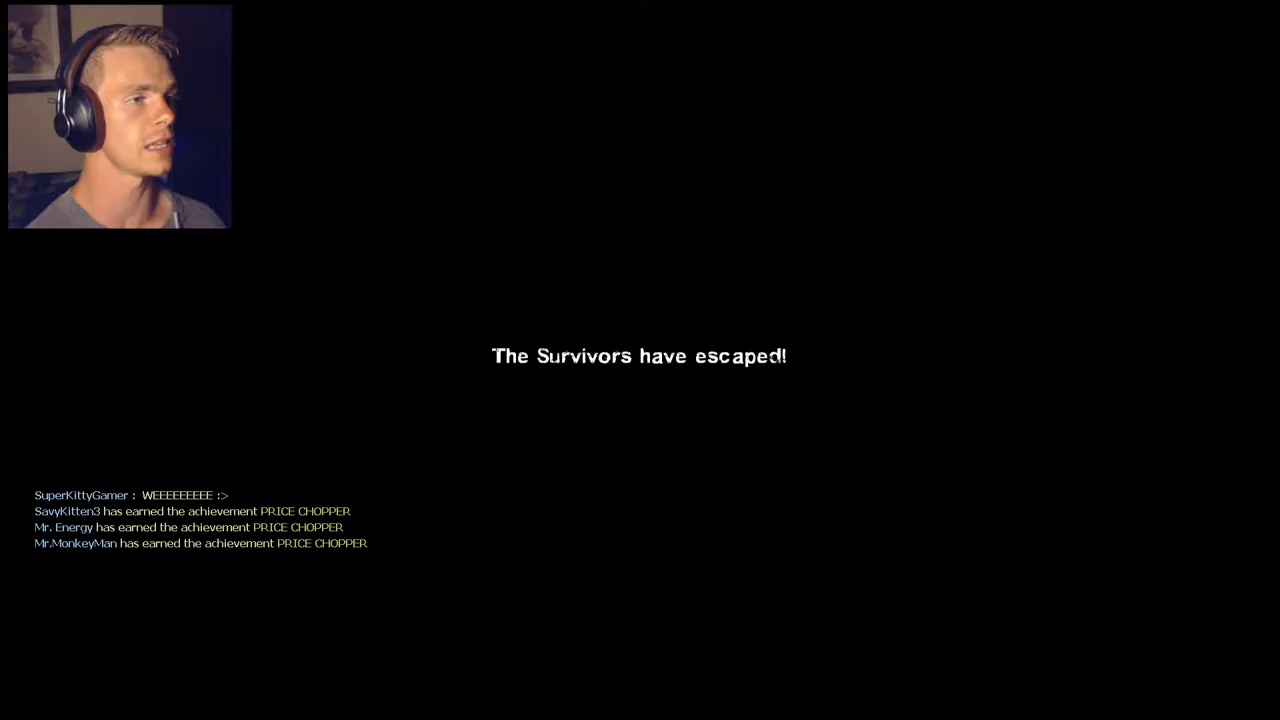 The Survivors have escaped!
SuperKittyGamer : WEEEEEEEEE :>
SavyKitten3 has earned the achievement PRICE CHOPPER
Mr. Energy has earned the achievement PRICE CHOPPER
Mr.MonkeyMan has earned the achievement PRICE CHOPPER